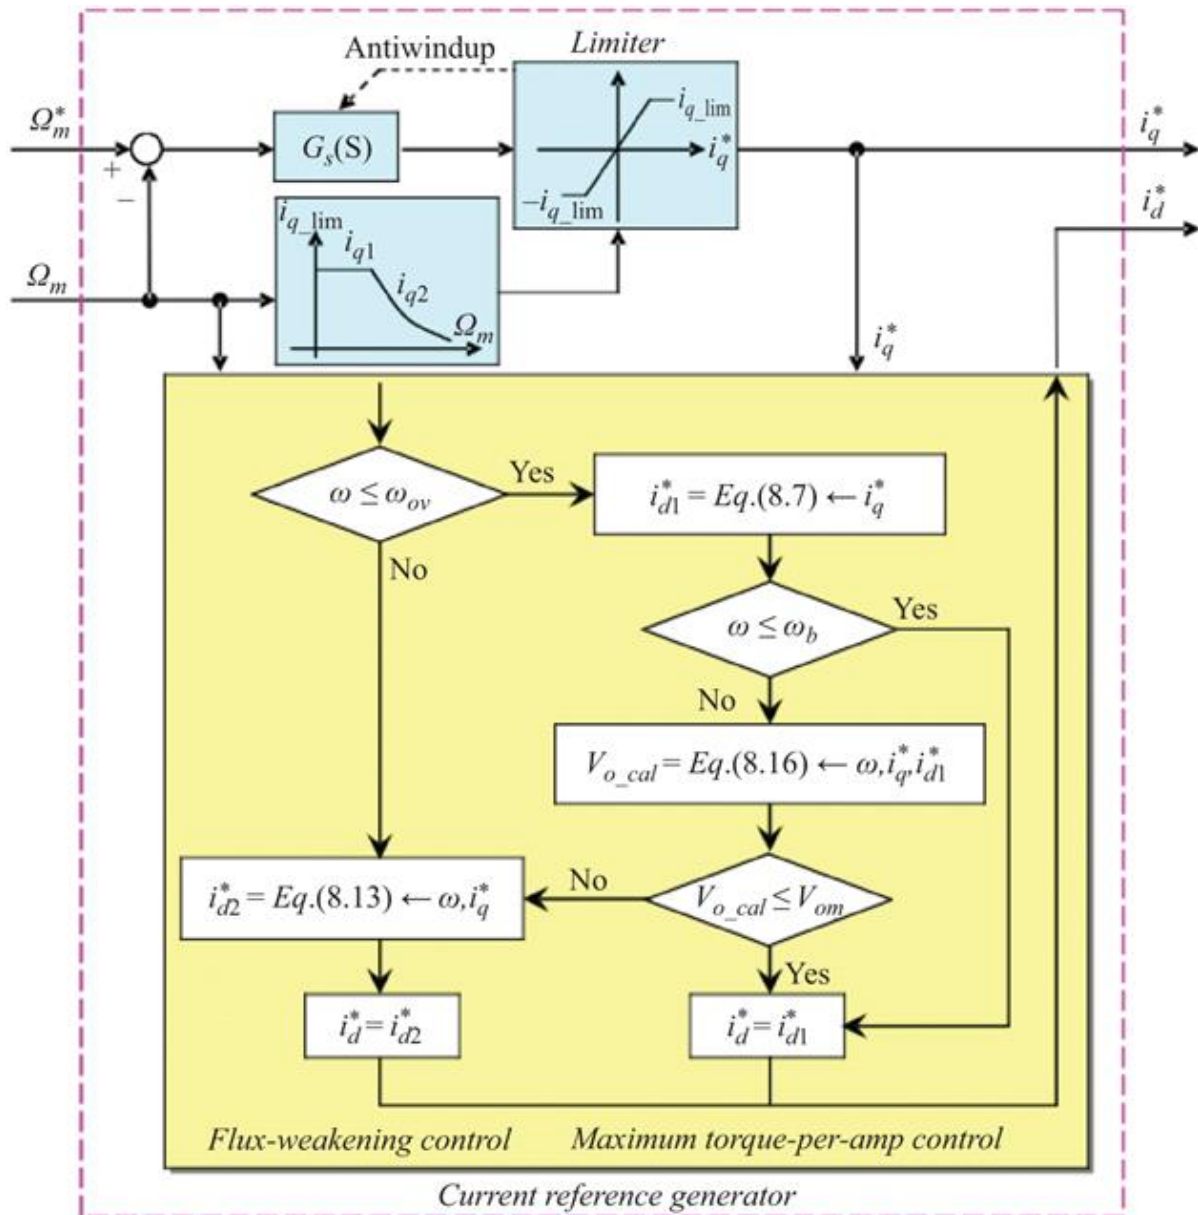 Antiwindup
Limiter
Ω*m
+
−
Gs(S)
iq_lim
i*q
−iq_lim
i*q
i*d
Ωm
iq_lim
iq1
iq2
Ωm
i*q
ω ≤ ωov
Yes
No
i*d1 = Eq.(8.7) ← i*q
ω ≤ ωb
Yes
No
Vo_cal = Eq.(8.16) ← ω,i*q,i*d1
Vo_cal ≤ Vom
No
Yes
i*d2 = Eq.(8.13) ← ω,i*q
i*d = i*d2
i*d = i*d1
Flux-weakening control
Maximum torque-per-amp control
Current reference generator